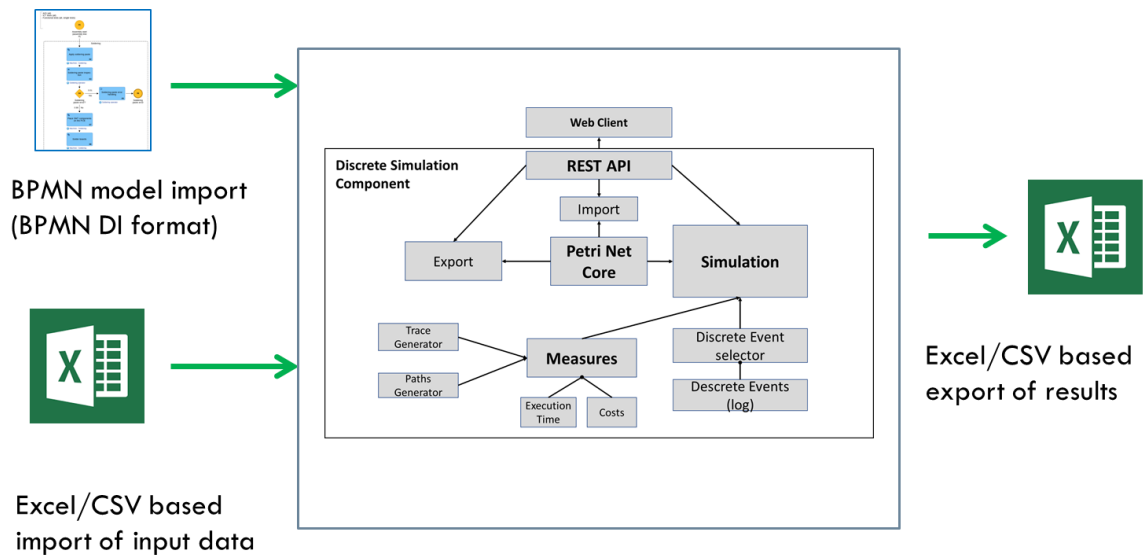 BPMN model import
(BPMN DI format)
Excel/CSV based
import of input data
Web Client
Discrete Simulation
Component
REST API
Import
Export
Petri Net
Core
Simulation
Trace
Generator
Paths
Generator
Measures
Execution
Time
Costs
Discrete Event
selector
Descrete Events
(log)
Excel/CSV based
export of results
X
X